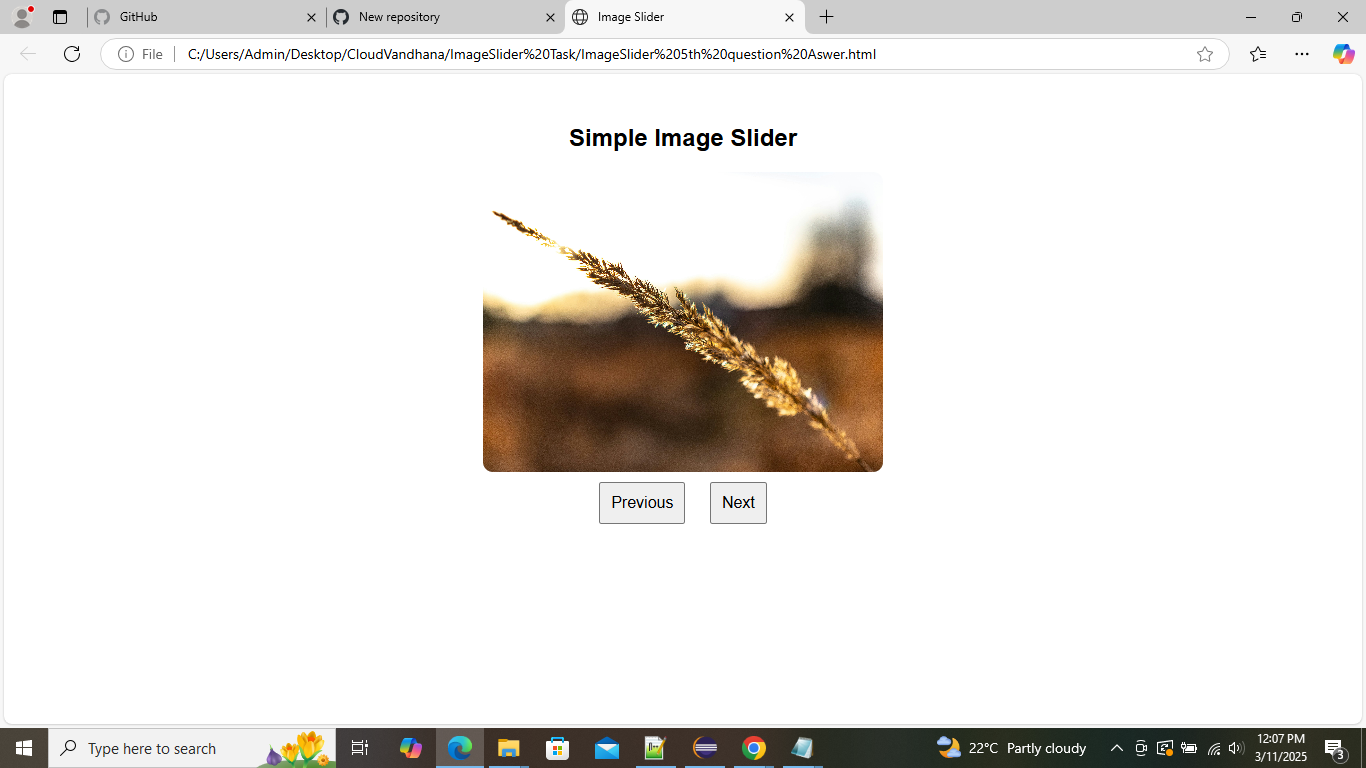 GitHub
New repository
Image Slider
File
C:/Users/Admin/Desktop/CloudVandhana/ImageSlider%20Task/ImageSlider%205th%20question%20Aswer.html
Simple Image Slider
Previous
Next
Type here to search
22°C Partly cloudy
12:07 PM
3/11/2025
3